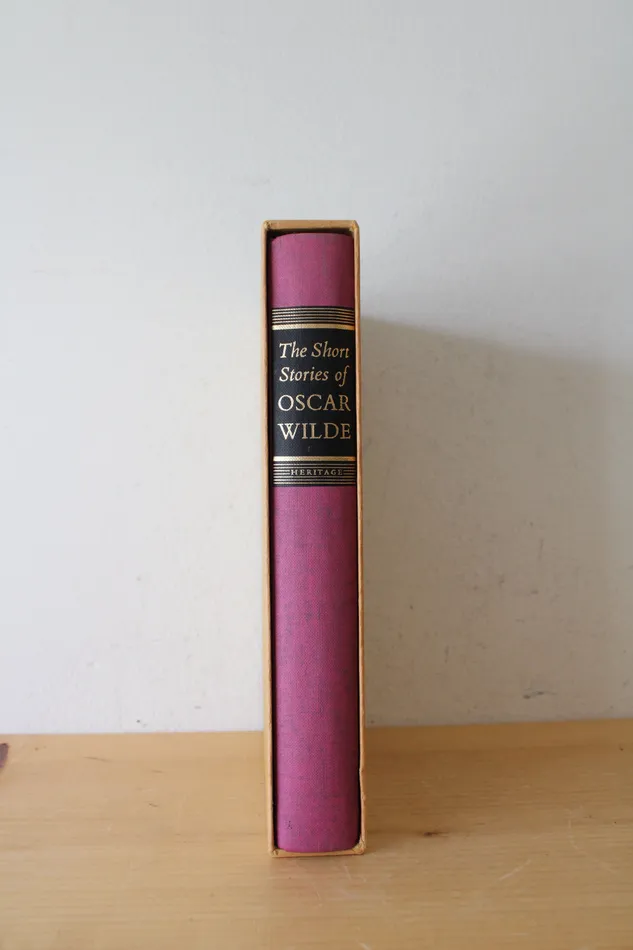 The Short
Stories of
OSCAR
WILDE
HERITAGE